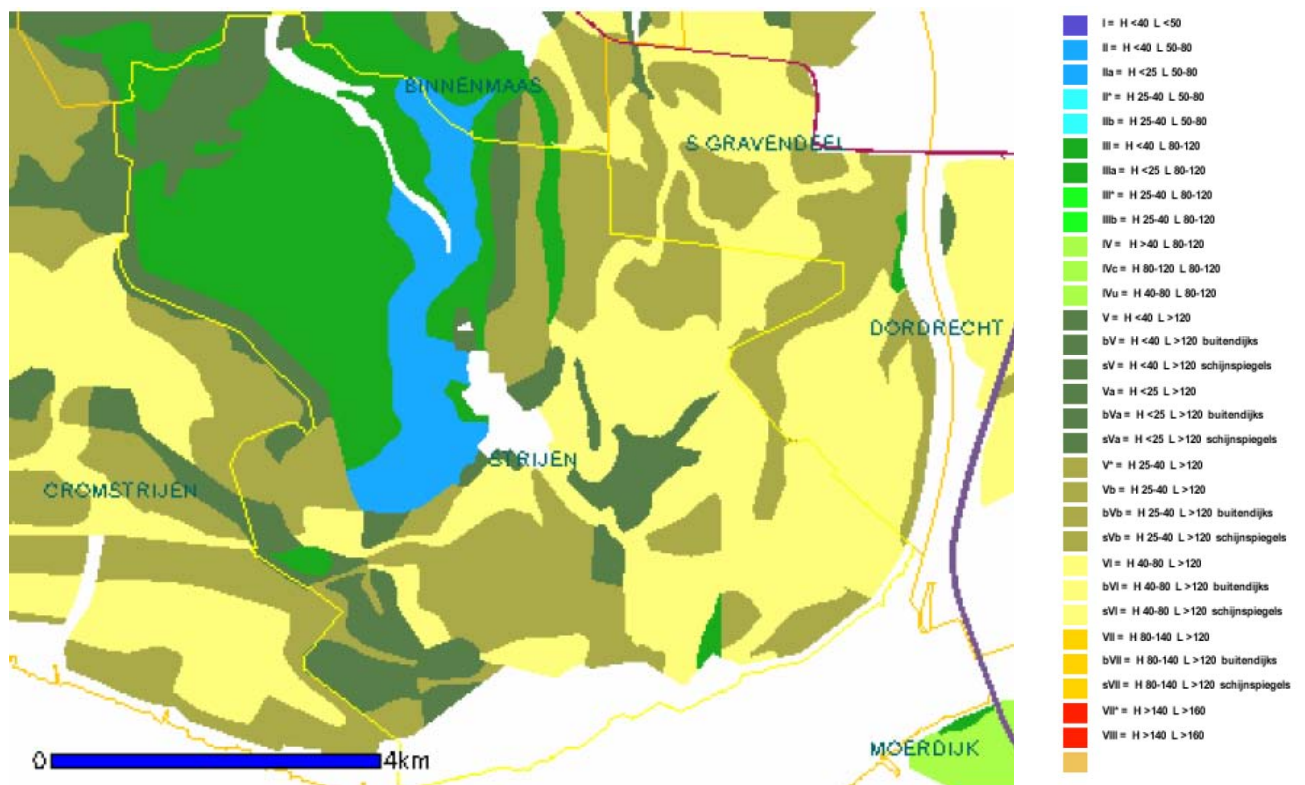 BINNENMAAS
S GRAVENDEEL
DORDRECHT
STRIJEN
CROMSTRIJEN
MOERDIJK
0 4km
I = H <40 L <50
II = H <40 L 50-80
IIa = H <25 L 50-80
II* = H 25-40 L 50-80
IIb = H 25-40 L 50-80
III = H <40 L 80-120
IIIa = H <25 L 80-120
III* = H 25-40 L 80-120
IIIb = H 25-40 L 80-120
IV = H >40 L 80-120
IVc = H 80-120 L 80-120
IVu = H 40-80 L 80-120
V = H <40 L >120
bV = H <40 L >120 buitendijks
sV = H <40 L >120 schijnspiegels
Va = H <25 L >120
bVa = H <25 L >120 buitendijks
sVa = H <25 L >120 schijnspiegels
V* = H 25-40 L >120
Vb = H 25-40 L >120
bVb = H 25-40 L >120 buitendijks
sVb = H 25-40 L >120 schijnspiegels
VI = H 40-80 L >120
bVI = H 40-80 L >120 buitendijks
sVI = H 40-80 L >120 schijnspiegels
VII = H 80-140 L >120
bVII = H 80-140 L >120 buitendijks
sVII = H 80-140 L >120 schijnspiegels
VII* = H >140 L >160
VIII = H >140 L >160